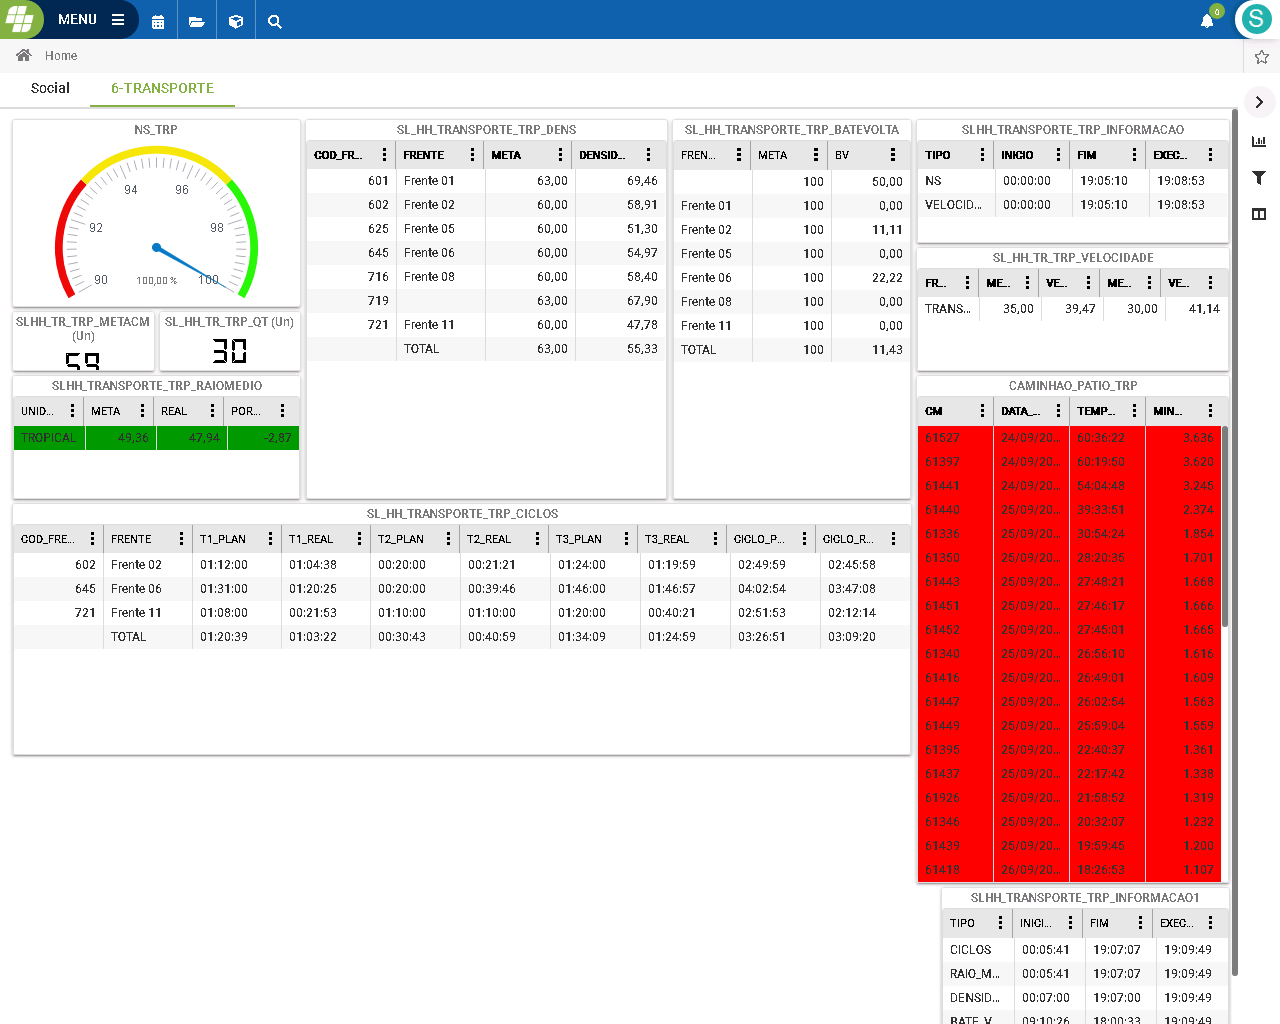 MENU
0
S
Home
Social
6-TRANSPORTE
NS_TRP
94 96
92 98
90 100,00 % 100
SLHH_TR_TRP_METACM (Un)
59
SL_HH_TR_TRP_QT (Un)
30
SLHH_TRANSPORTE_TRP_RAIOMEDIO
UNID... META REAL POR...
TROPICAL 49,36 47,94 -2,87
SL_HH_TRANSPORTE_TRP_DENS
COD_FR... FRENTE META DENSID...
601 Frente 01 63,00 69,46
602 Frente 02 60,00 58,91
625 Frente 05 60,00 51,30
645 Frente 06 60,00 54,97
716 Frente 08 60,00 58,40
719 63,00 67,90
721 Frente 11 60,00 47,78
TOTAL 63,00 55,33
SL_HH_TRANSPORTE_TRP_BATEVOLTA
FREN... META BV
100 50,00
Frente 01 100 0,00
Frente 02 100 11,11
Frente 05 100 0,00
Frente 06 100 22,22
Frente 08 100 0,00
Frente 11 100 0,00
TOTAL 100 11,43
SLHH_TRANSPORTE_TRP_INFORMACAO
TIPO INICIO FIM EXEC...
NS 00:00:00 19:05:10 19:08:53
VELOCID... 00:00:00 19:05:10 19:08:53
SL_HH_TR_TRP_VELOCIDADE
FR... ME... VE... ME... VE...
TRANS... 35,00 39,47 30,00 41,14
CAMINHAO_PATIO_TRP
CM DATA_... TEMP... MIN...
61527 24/09/20... 60:36:22 3.636
61397 24/09/20... 60:19:50 3.620
61441 24/09/20... 54:04:48 3.245
61440 25/09/20... 39:33:51 2.374
61336 25/09/20... 30:54:24 1.854
61350 25/09/20... 28:20:35 1.701
61443 25/09/20... 27:48:21 1.668
61451 25/09/20... 27:46:17 1.666
61452 25/09/20... 27:45:01 1.665
61340 25/09/20... 26:56:10 1.616
61416 25/09/20... 26:49:01 1.609
61447 25/09/20... 26:02:54 1.563
61449 25/09/20... 25:59:04 1.559
61395 25/09/20... 22:40:37 1.361
61437 25/09/20... 22:17:42 1.338
61926 25/09/20... 21:58:52 1.319
61346 25/09/20... 20:32:07 1.232
61439 25/09/20... 19:59:45 1.200
61418 26/09/20... 18:26:53 1.107
SL_HH_TRANSPORTE_TRP_CICLOS
COD_FRE... FRENTE T1_PLAN T1_REAL T2_PLAN T2_REAL T3_PLAN T3_REAL CICLO_P... CICLO_R...
602 Frente 02 01:12:00 01:04:38 00:20:00 00:21:21 01:24:00 01:19:59 02:49:59 02:45:58
645 Frente 06 01:31:00 01:20:25 00:20:00 00:39:46 01:46:00 01:46:57 04:02:54 03:47:08
721 Frente 11 01:08:00 00:21:53 01:10:00 01:10:00 01:20:00 00:40:21 02:51:53 02:12:14
TOTAL 01:20:39 01:03:22 00:30:43 00:40:59 01:34:09 01:24:59 03:26:51 03:09:20
SLHH_TRANSPORTE_TRP_INFORMACAO1
TIPO INICI... FIM EXEC...
CICLOS 00:05:41 19:07:07 19:09:49
RAIO_M... 00:05:41 19:07:07 19:09:49
DENSID... 00:07:00 19:07:00 19:09:49
BATE_V... 09:10:26 18:00:33 19:09:49